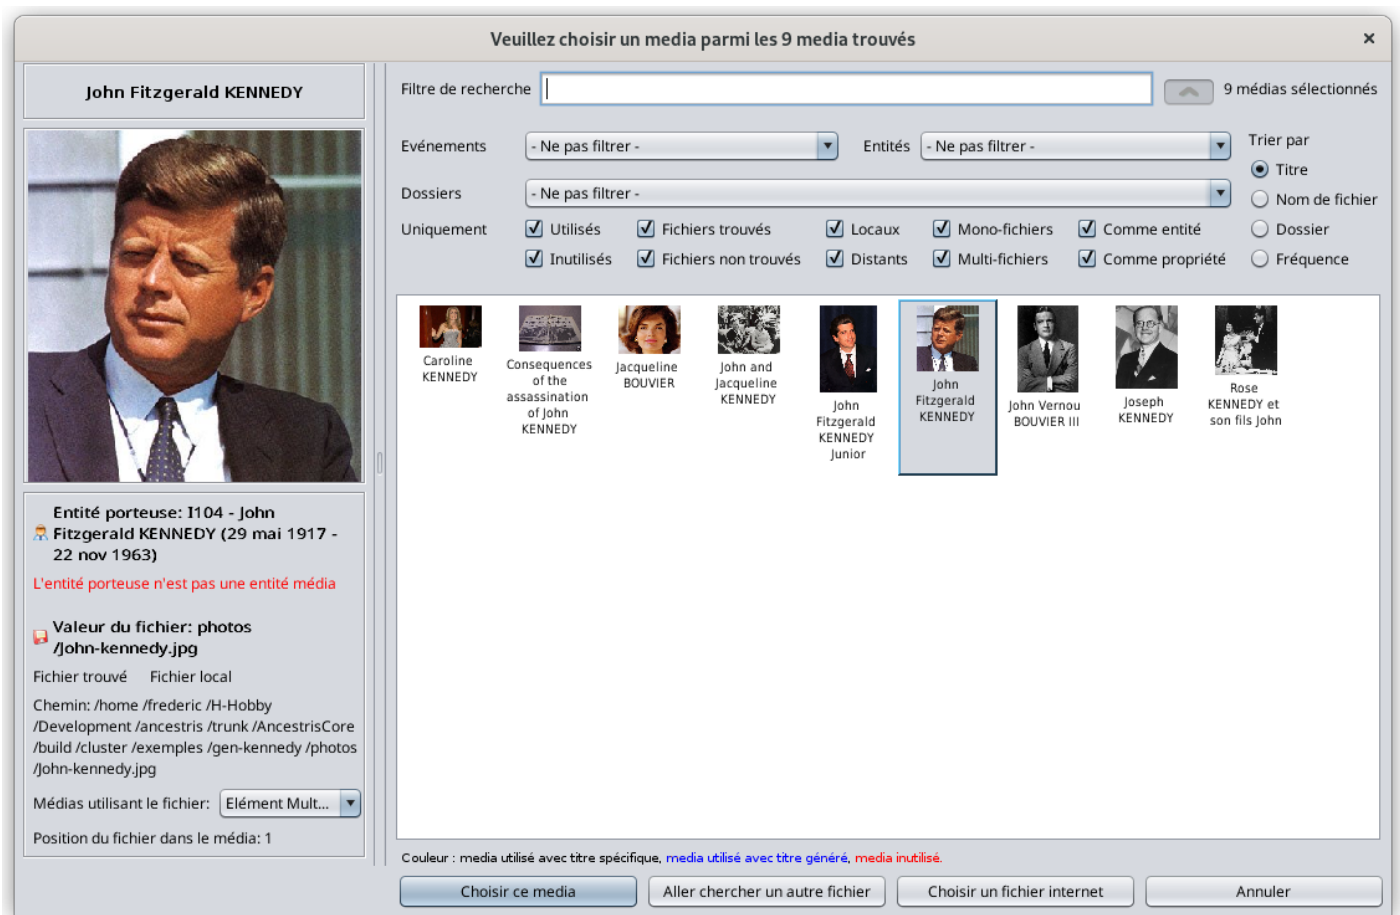 Veuillez choisir un media parmi les 9 media trouvés
×
John Fitzgerald KENNEDY
Entité porteuse: I104 - John
Fitzgerald KENNEDY (29 mai 1917 -
22 nov 1963)
L'entité porteuse n'est pas une entité média
Valeur du fichier: photos
/John-kennedy.jpg
Fichier trouvé Fichier local
Chemin: /home /frederic /H-Hobby
/Development /ancestris /trunk /AncestrisCore
/build /cluster /exemples /gen-kennedy /photos
/John-kennedy.jpg
Médias utilisant le fichier: Elément Mult...
Position du fichier dans le média: 1
Filtre de recherche 9 médias sélectionnés
Evénements - Ne pas filtrer - Entités - Ne pas filtrer -
Dossiers - Ne pas filtrer -
Uniquement Utilisés Fichiers trouvés Locaux Mono-fichiers Comme entité
Inutilisés Fichiers non trouvés Distants Multi-fichiers Comme propriété
Trier par
Titre
Nom de fichier
Dossier
Fréquence
Caroline
KENNEDY
Consequences
of the
assassination
of John
KENNEDY
Jacqueline
BOUVIER
John and
Jacqueline
KENNEDY
John
Fitzgerald
KENNEDY
Junior
John
Fitzgerald
KENNEDY
John Vernou
BOUVIER III
Joseph
KENNEDY
Rose
KENNEDY et
son fils John
Couleur : media utilisé avec titre spécifique, media utilisé avec titre généré, media inutilisé.
Choisir ce media
Aller chercher un autre fichier
Choisir un fichier internet
Annuler